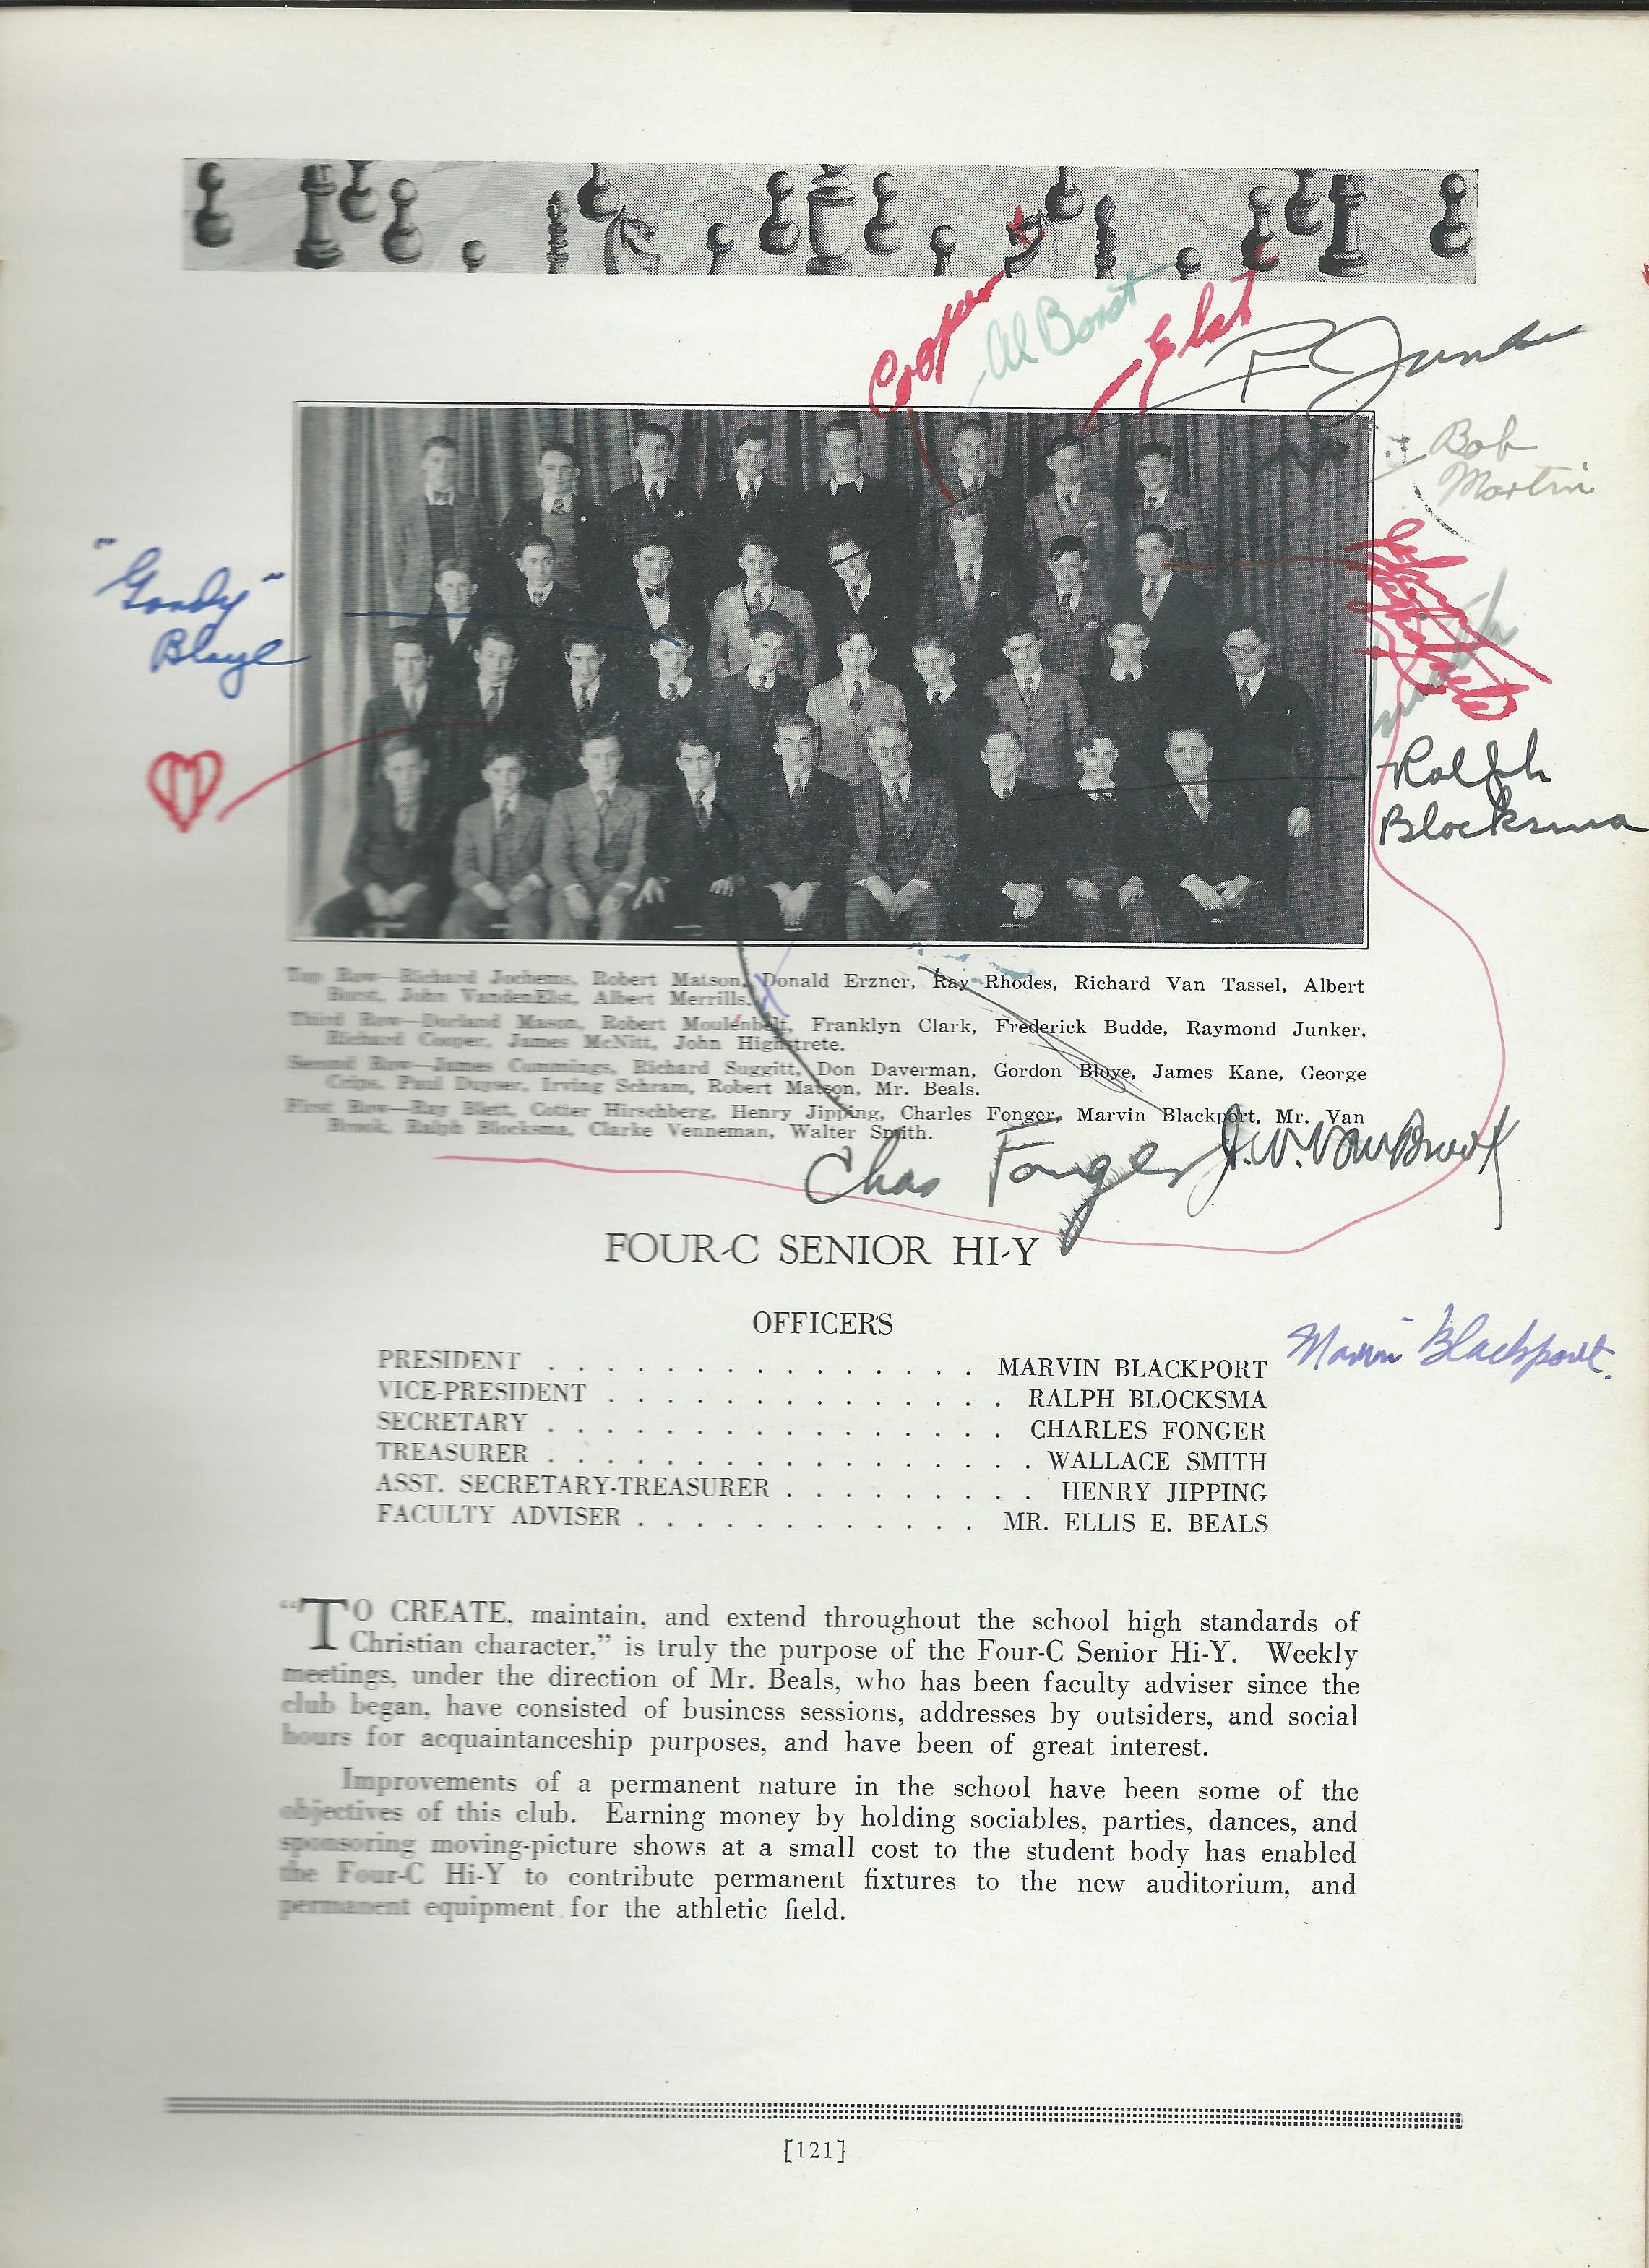 Cooper
Al Borst
Elst
R Junker
Bob
Martin
"Gordy"
Bloye
Ralph
Blocksma
Top Row—Richard Jochems, Robert Matson, Donald Erzner, Ray Rhodes, Richard Van Tassel, Albert
Borst, John VandenElst, Albert Merrills.
Third Row—Durland Mason, Robert Moulenbelt, Franklyn Clark, Frederick Budde, Raymond Junker,
Richard Cooper, James McNitt, John Highstrete.
Second Row—James Cummings, Richard Suggitt, Don Daverman, Gordon Bloye, James Kane, George
Crips, Paul Duyser, Irving Schram, Robert Matson, Mr. Beals.
First Row—Ray Blett, Cotter Hirschberg, Henry Jipping, Charles Fonger, Marvin Blackport, Mr. Van
Brook, Ralph Blocksma, Clarke Venneman, Walter Smith.
Chas Fonger J. W. Van Brook
FOUR-C SENIOR HI-Y
OFFICERS
PRESIDENT . . . . . . . . . . . . . . MARVIN BLACKPORT Marvin Blackport.
VICE-PRESIDENT . . . . . . . . . . . . . . RALPH BLOCKSMA
SECRETARY . . . . . . . . . . . . . . . . CHARLES FONGER
TREASURER . . . . . . . . . . . . . . . . . WALLACE SMITH
ASST. SECRETARY-TREASURER . . . . . . . . . HENRY JIPPING
FACULTY ADVISER . . . . . . . . . . . . MR. ELLIS E. BEALS
“TO CREATE, maintain, and extend throughout the school high standards of
Christian character,” is truly the purpose of the Four-C Senior Hi-Y. Weekly
meetings, under the direction of Mr. Beals, who has been faculty adviser since the
club began, have consisted of business sessions, addresses by outsiders, and social
hours for acquaintanceship purposes, and have been of great interest.
Improvements of a permanent nature in the school have been some of the
objectives of this club. Earning money by holding sociables, parties, dances, and
sponsoring moving-picture shows at a small cost to the student body has enabled
the Four-C Hi-Y to contribute permanent fixtures to the new auditorium, and
permanent equipment for the athletic field.
[121]